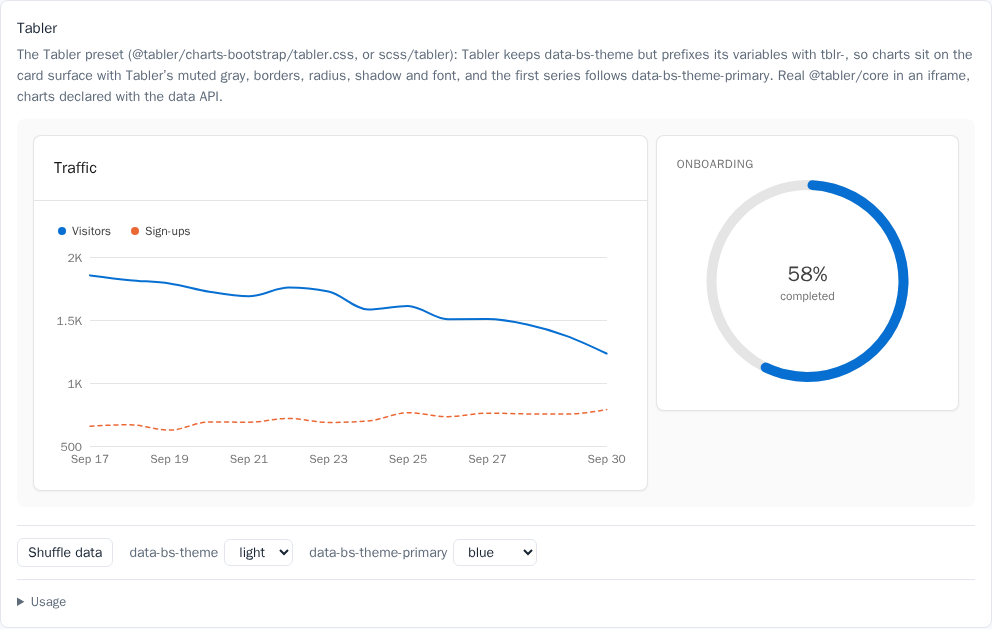 Tabler
The Tabler preset (@tabler/charts-bootstrap/tabler.css, or scss/tabler): Tabler keeps data-bs-theme but prefixes its variables with tblr-, so charts sit on the
card surface with Tabler's muted gray, borders, radius, shadow and font, and the first series follows data-bs-theme-primary. Real @tabler/core in an iframe,
charts declared with the data API.
Traffic
Visitors
Sign-ups
2K
1.5K
1K
500
Sep 17
Sep 19
Sep 21
Sep 23
Sep 25
Sep 27
Sep 30
ONBOARDING
58%
completed
Shuffle data
data-bs-theme
light
data-bs-theme-primary
blue
Usage